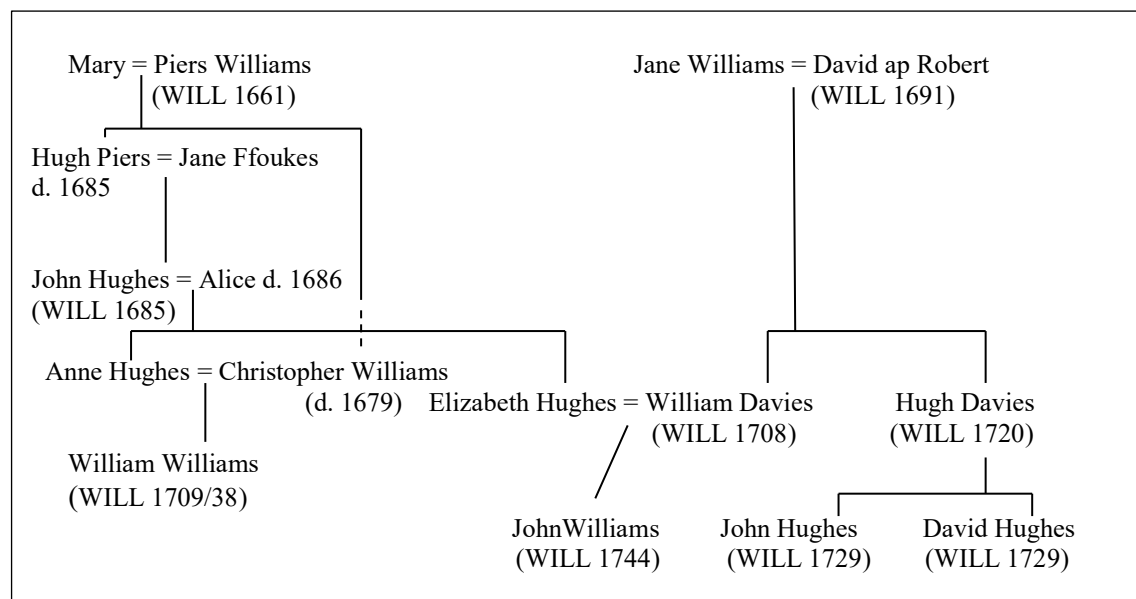 Mary = Piers Williams
(WILL 1661)
Jane Williams = David ap Robert
(WILL 1691)
Hugh Piers = Jane Ffoukes
d. 1685
John Hughes = Alice d. 1686
(WILL 1685)
Anne Hughes = Christopher Williams
(d. 1679)
Elizabeth Hughes = William Davies
(WILL 1708)
Hugh Davies
(WILL 1720)
William Williams
(WILL 1709/38)
JohnWilliams
(WILL 1744)
John Hughes
(WILL 1729)
David Hughes
(WILL 1729)